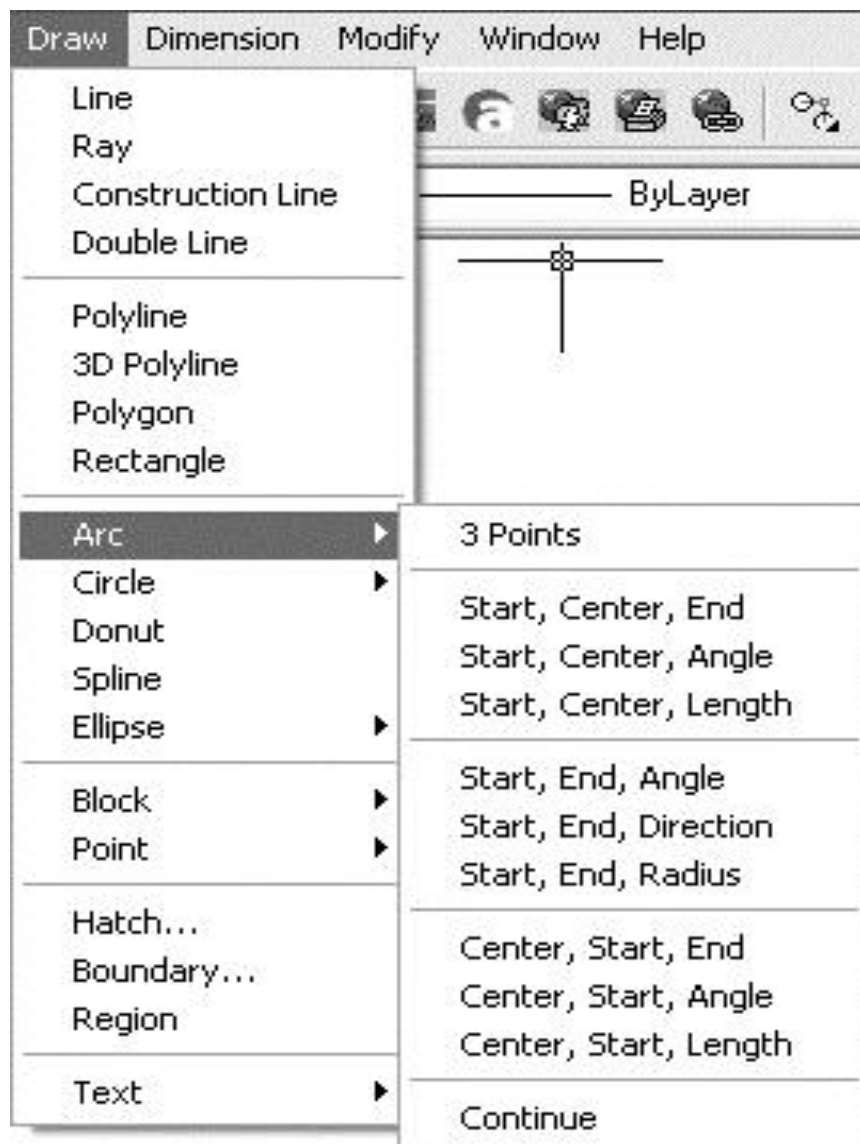 Draw Dimension Modify Window Help
Line
Ray
Construction Line
Double Line
ByLayer
Polyline
3D Polyline
Polygon
Rectangle
Arc
Circle
Donut
Spline
Ellipse
Block
Point
Hatch...
Boundary...
Region
Text
3 Points
Start, Center, End
Start, Center, Angle
Start, Center, Length
Start, End, Angle
Start, End, Direction
Start, End, Radius
Center, Start, End
Center, Start, Angle
Center, Start, Length
Continue